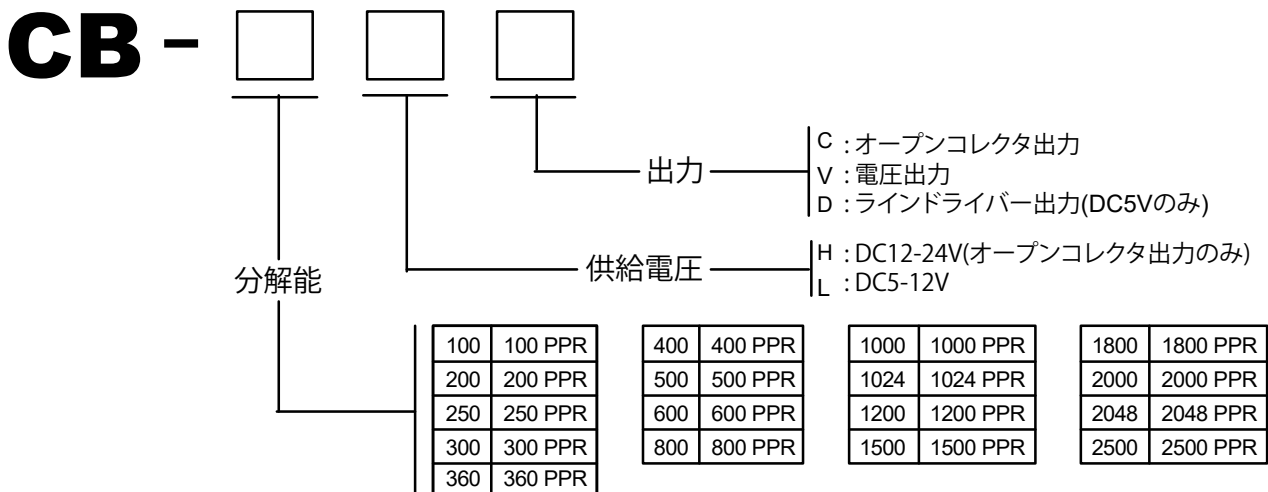 CB-
出力
C :オープンコレクタ出力
V :電圧出力
D :ラインドライバー出力(DC5Vのみ)
供給電圧
H :DC12-24V(オープンコレクタ出力のみ)
L :DC5-12V
分解能
100 100 PPR 400 400 PPR 1000 1000 PPR 1800 1800 PPR
200 200 PPR 500 500 PPR 1024 1024 PPR 2000 2000 PPR
250 250 PPR 600 600 PPR 1200 1200 PPR 2048 2048 PPR
300 300 PPR 800 800 PPR 1500 1500 PPR 2500 2500 PPR
360 360 PPR